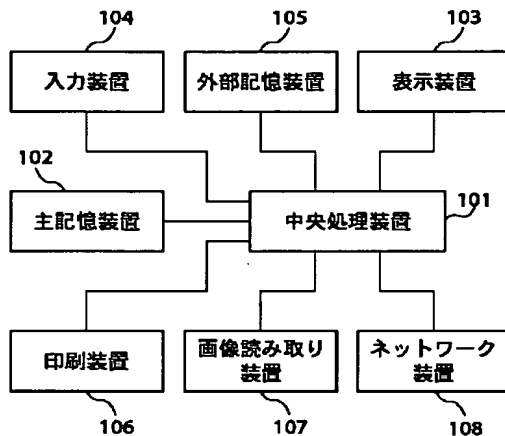 104
105
103
入力装置
外部記憶装置
表示装置
102
101
主記憶装置
中央処理装置
印刷装置
画像読み取り
装置
ネットワーク
装置
106
107
108